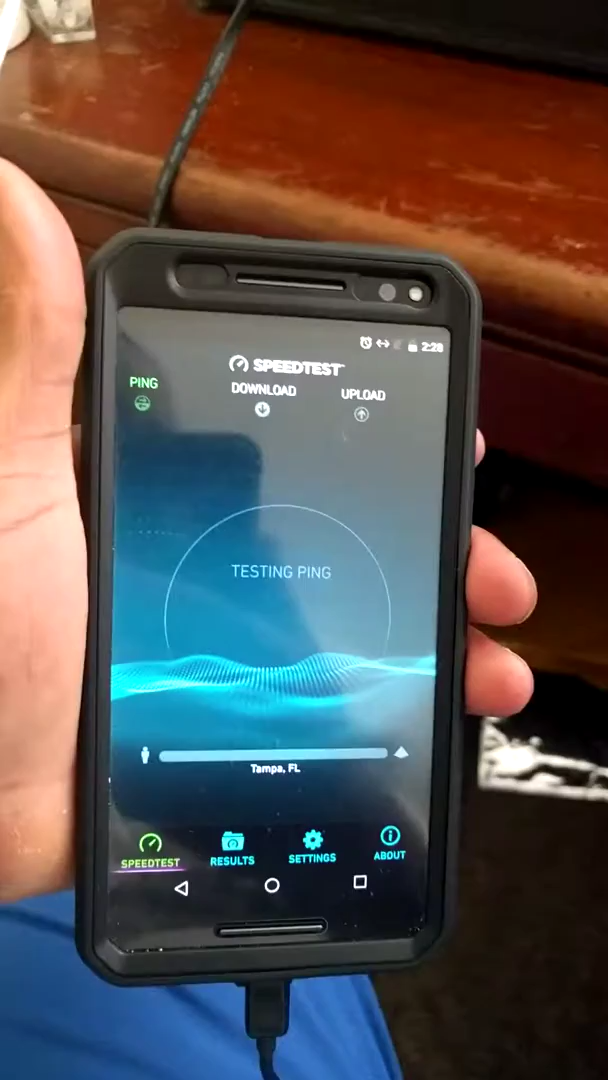 2:28
SPEEDTEST
PING
DOWNLOAD
UPLOAD
TESTING PING
Tampa, FL
SPEEDTEST
RESULTS
SETTINGS
ABOUT